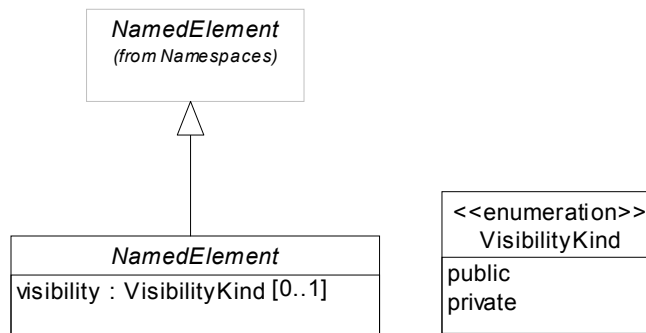 NamedElement
(from Namespaces)
NamedElement
visibility : VisibilityKind [0..1]
<<enumeration>>
VisibilityKind
public
private